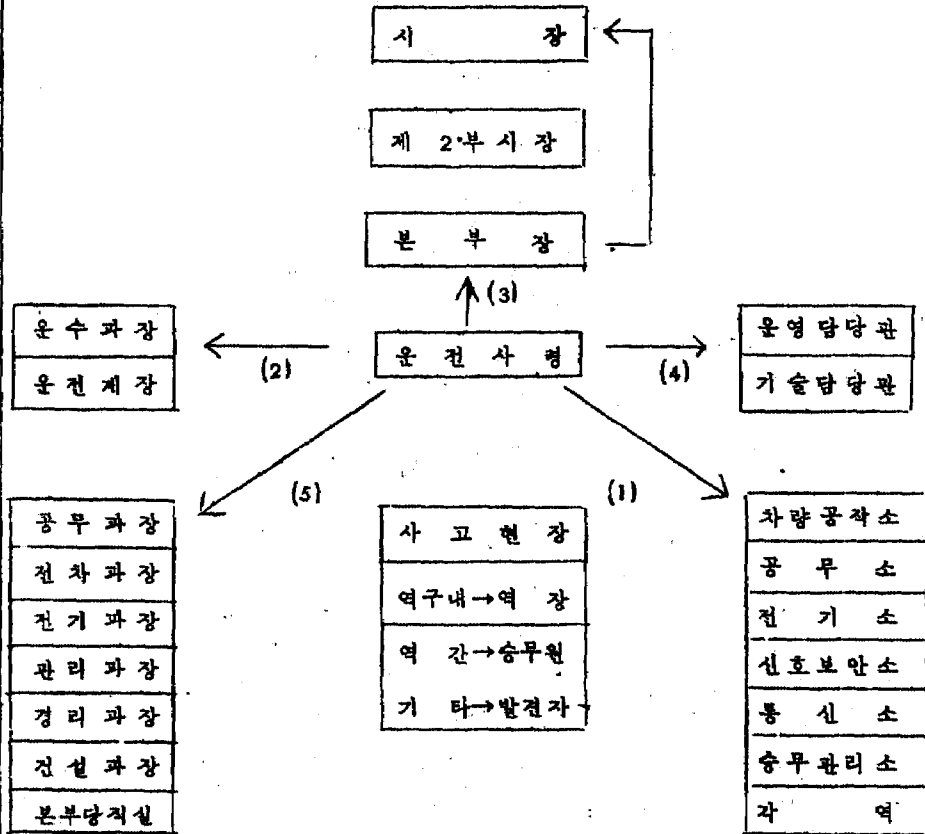 시 장
제 2부시장
본 부 장
(3)
운수과장
운전계장
(2)
운 전 사 령
(4)
운영담당관
기술담당관
(5)
(1)
공무과장
전차과장
전기과장
관리과장
경리과장
건설과장
본부당직실
사 고 현 장
역구내→역 장
역 간→승무원
기 타→발견자
차량공작소
공 무 소
전 기 소
신호보안소
통 신 소
승무관리소
각 역